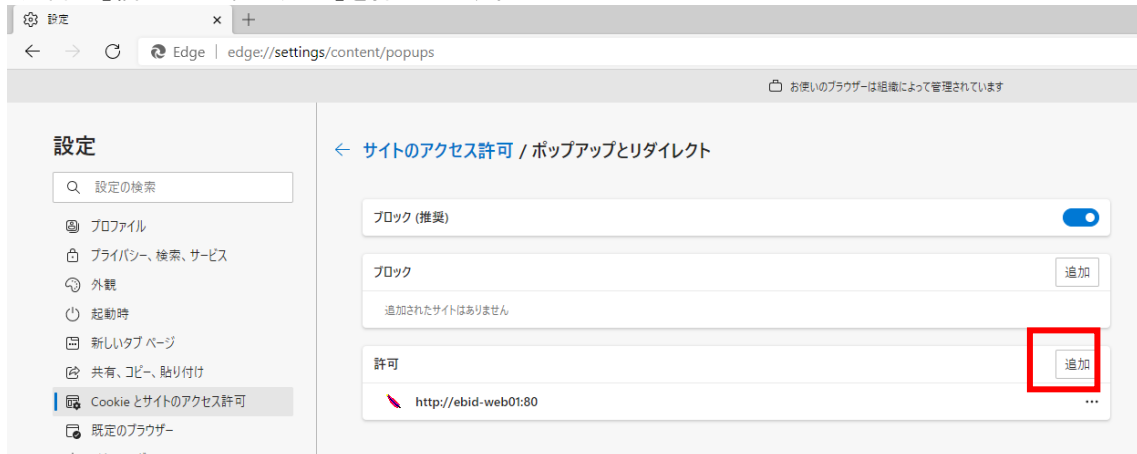 設定
Edge | edge://settings/content/popups
お使いのブラウザーは組織によって管理されています
設定
設定の検索
プロファイル
プライバシー、検索、サービス
外観
起動時
新しいタブ ページ
共有、コピー、貼り付け
Cookie とサイトのアクセス許可
既定のブラウザー
サイトのアクセス許可 / ポップアップとリダイレクト
ブロック (推奨)
ブロック
追加
追加されたサイトはありません
許可
追加
http://ebid-web01:80